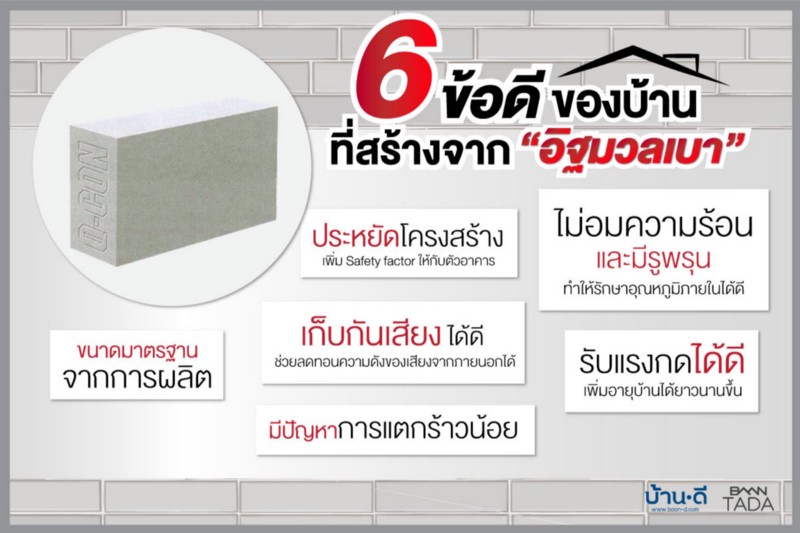 6 ข้อดี ของบ้าน
ที่สร้างจาก “อิฐมวลเบา”
Q-CON
ประหยัดโครงสร้าง
เพิ่ม Safety factor ให้กับตัวอาคาร
ไม่อมความร้อน
และมีรูพรุน
ทำให้รักษาอุณหภูมิภายในได้ดี
ขนาดมาตรฐาน
จากการผลิต
เก็บกันเสียง ได้ดี
ช่วยลดทอนความดังของเสียงจากภายนอกได้
รับแรงกดได้ดี
เพิ่มอายุบ้านได้ยาวนานขึ้น
มีปัญหาการแตกร้าวน้อย
บ้าน•ดี
www.baan-d.com
BAAN
TADA